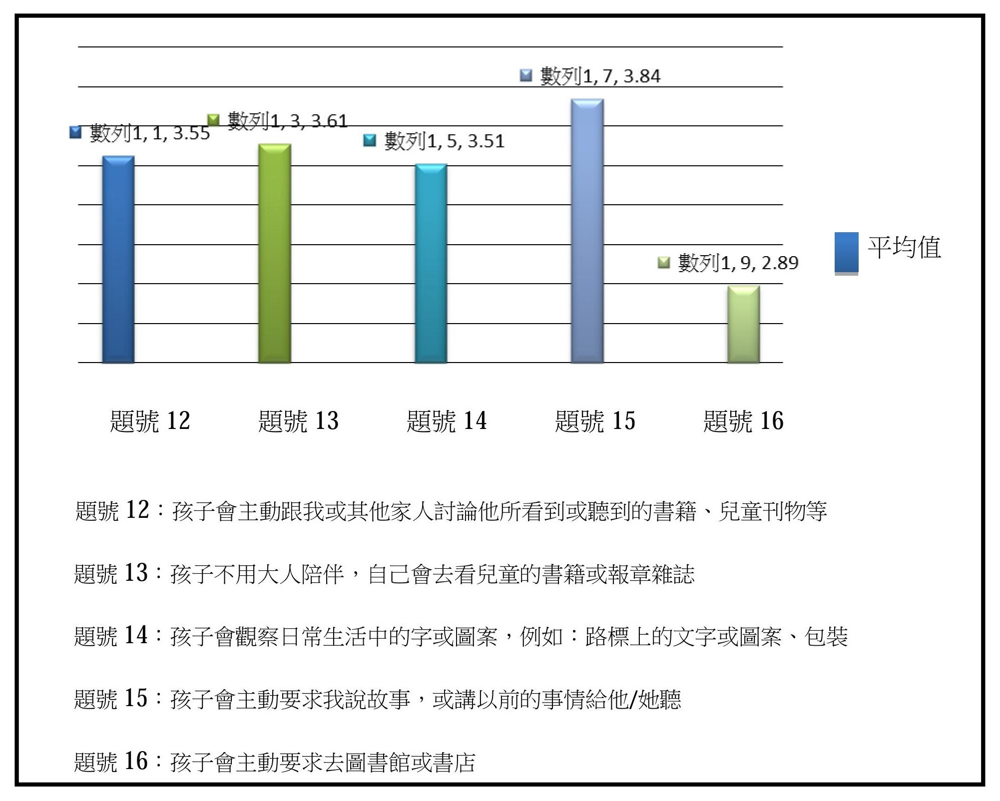 數列1, 7, 3.84
數列1, 3, 3.61
數列1, 1, 3.55
數列1, 5, 3.51
平均值
數列1, 9, 2.89
題號 12 題號 13 題號 14 題號 15 題號 16
題號 12：孩子會主動跟我或其他家人討論他所看到或聽到的書籍、兒童刊物等
題號 13：孩子不用大人陪伴，自己會去看兒童的書籍或報章雜誌
題號 14：孩子會觀察日常生活中的字或圖案，例如：路標上的文字或圖案、包裝
題號 15：孩子會主動要求我說故事，或講以前的事情給他/她聽
題號 16：孩子會主動要求去圖書館或書店